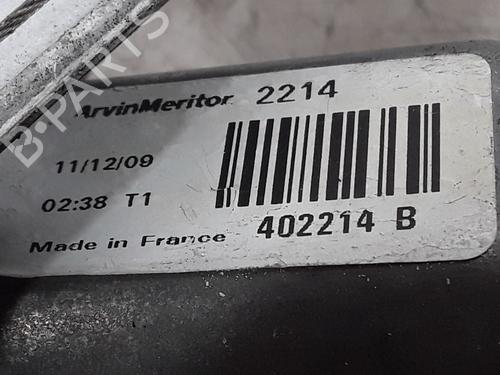 B-PARTS
ArvinMeritor 2214
11/12/09
02:38 T1
402214 B
Made in France